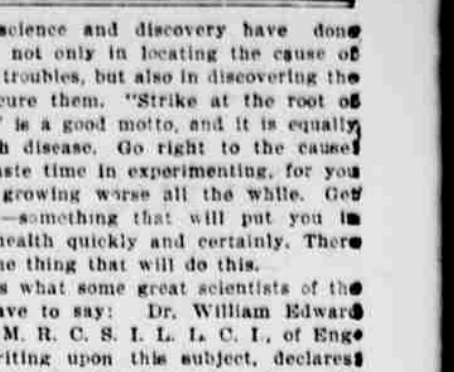 science and discovery have done
not only in locating the cause of
troubles, but also in discovering the
cure them. "Strike at the root of
" is a good motto, and it is equally
h disease. Go right to the cause
aste time in experimenting, for you
growing worse all the while. Get
—something that will put you in
health quickly and certainly. There
ne thing that will do this.
s what some great scientists of the
ave to say: Dr. William Edward
M. R. C. S. I. L. L. C. I., of Eng
riting upon this subject, declares